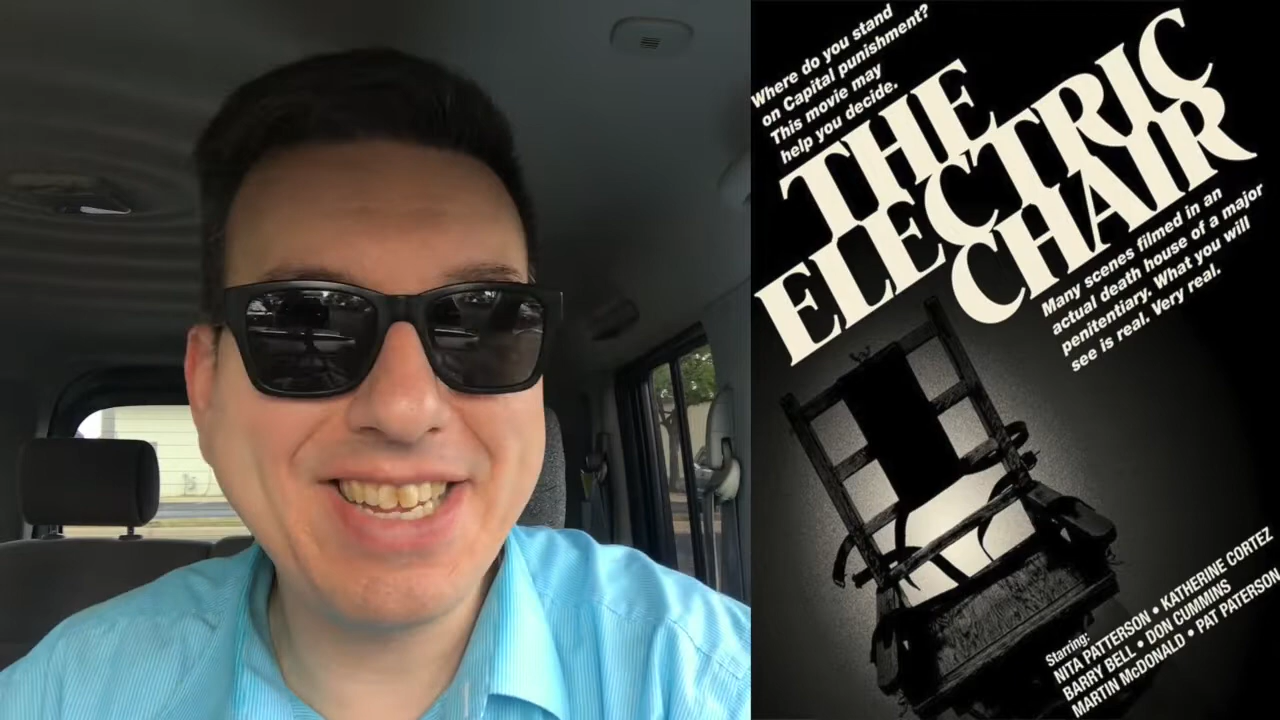 Where do you stand
on Capital punishment?
This movie may
help you decide.
THE
ELECTRIC
CHAIR
Many scenes filmed in an
actual death house of a major
penitentiary. What you will
see is real. Very real.
Starring:
NITA PATTERSON • KATHERINE CORTEZ
BARRY BELL • DON CUMMINS
MARTIN McDONALD • PAT PATERSON